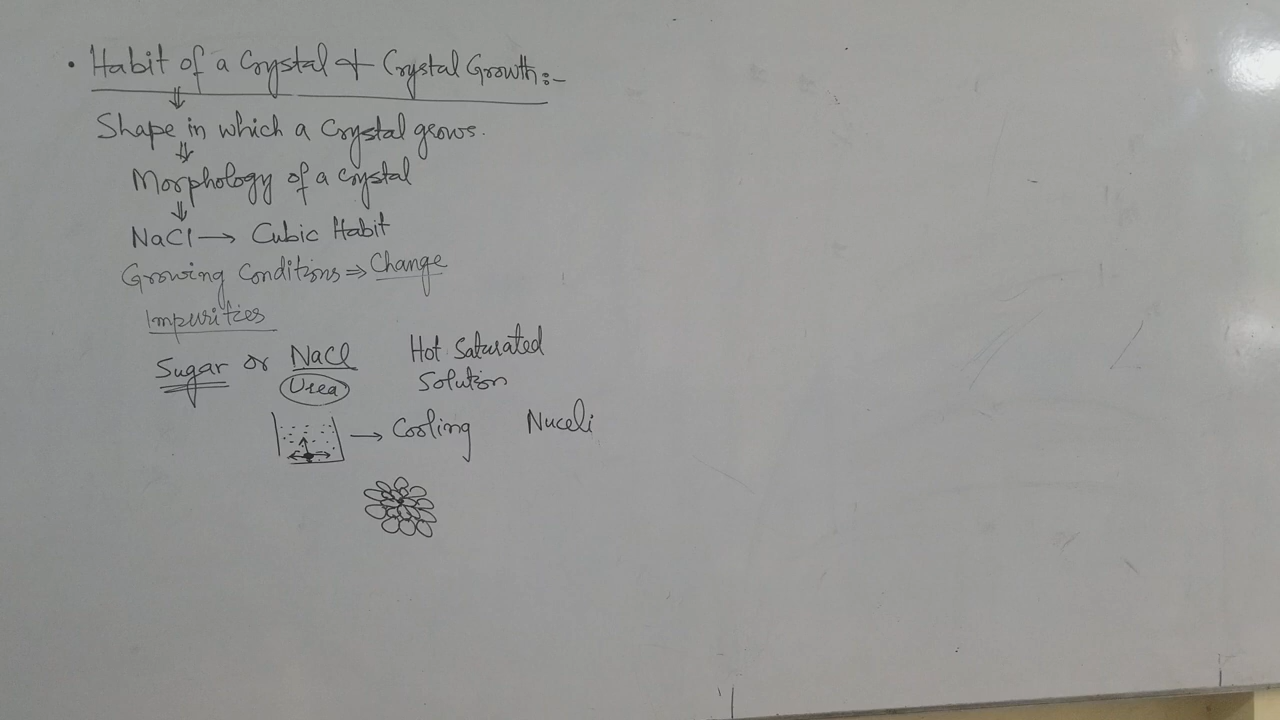 • Habit of a Crystal & Crystal Growth:-
⇓
Shape in which a Crystal grows.
⇓
Morphology of a crystal
⇓
NaCl → Cubic Habit
Growing Conditions ⇒ Change
Impurities
Sugar or NaCl
Urea
Hot Saturated
Solution
→ Cooling
Nuceli